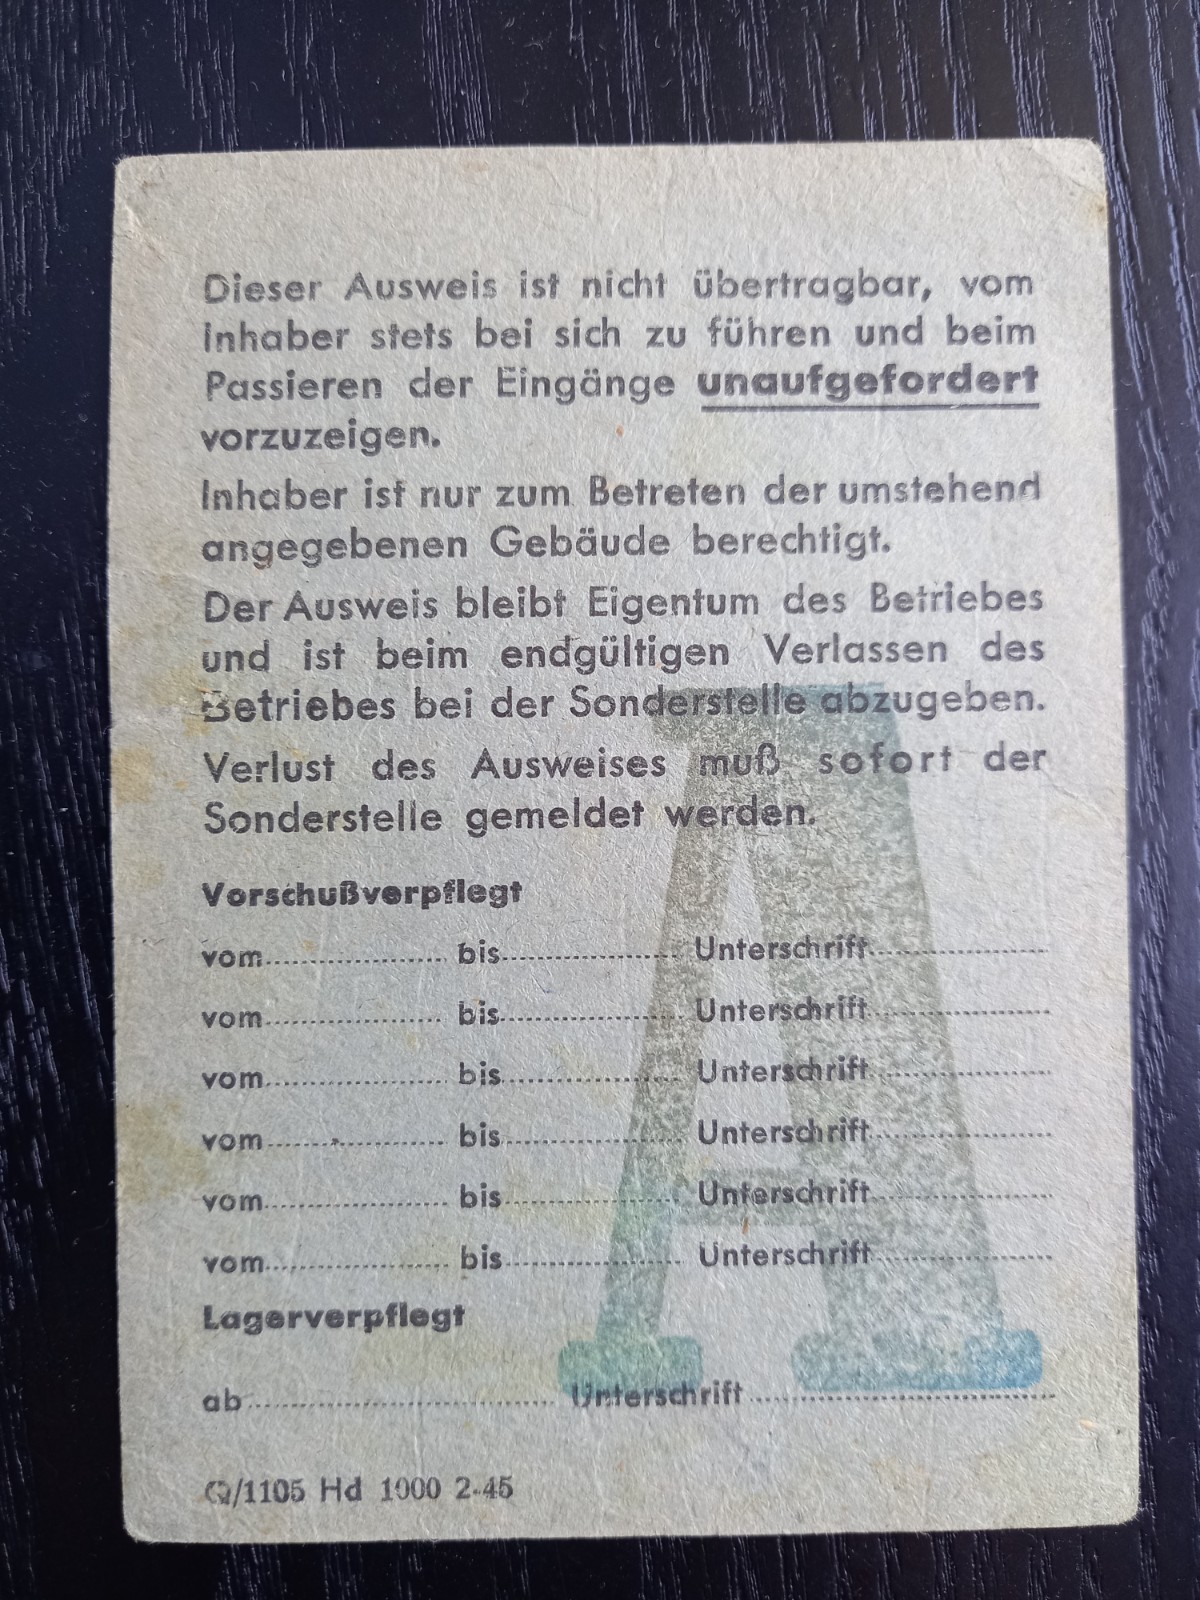 Dieser Ausweis ist nicht übertragbar, vom
Inhaber stets bei sich zu führen und beim
Passieren der Eingänge unaufgefordert
vorzuzeigen.
Inhaber ist nur zum Betreten der umstehend
angegebenen Gebäude berechtigt.
Der Ausweis bleibt Eigentum des Betriebes
und ist beim endgültigen Verlassen des
Betriebes bei der Sonderstelle abzugeben.
Verlust des Ausweises muß sofort der
Sonderstelle gemeldet werden.
A
Vorschußverpflegt
vom.................... bis.................... Unterschrift....................
vom.................... bis.................... Unterschrift....................
vom.................... bis.................... Unterschrift....................
vom.................... bis.................... Unterschrift....................
vom.................... bis.................... Unterschrift....................
vom.................... bis.................... Unterschrift....................
Lagerverpflegt
ab.................................... Unterschrift....................................
Q/1105 Hd 1000 2-45